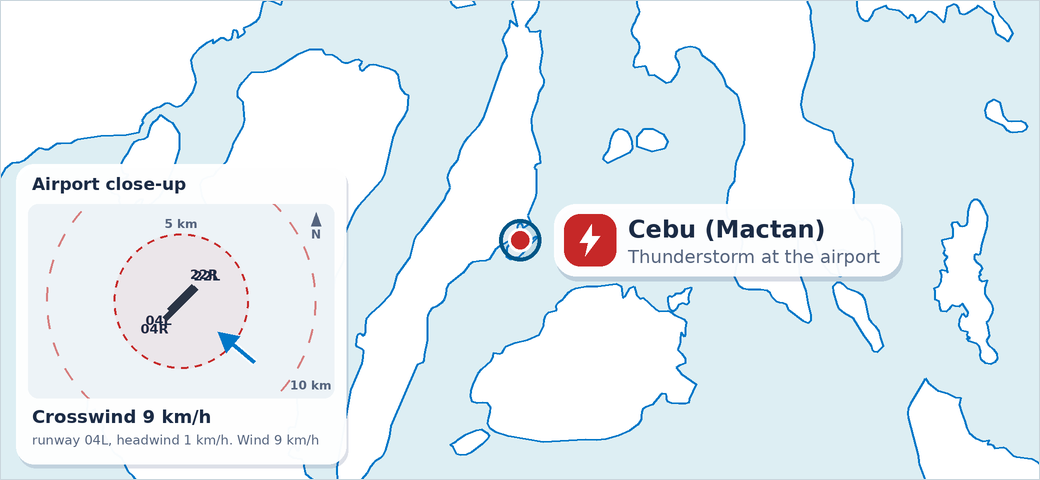 Airport close-up
5 km
N
22R
22L
04L
04R
10 km
Crosswind 9 km/h
runway 04L, headwind 1 km/h. Wind 9 km/h
Cebu (Mactan)
Thunderstorm at the airport